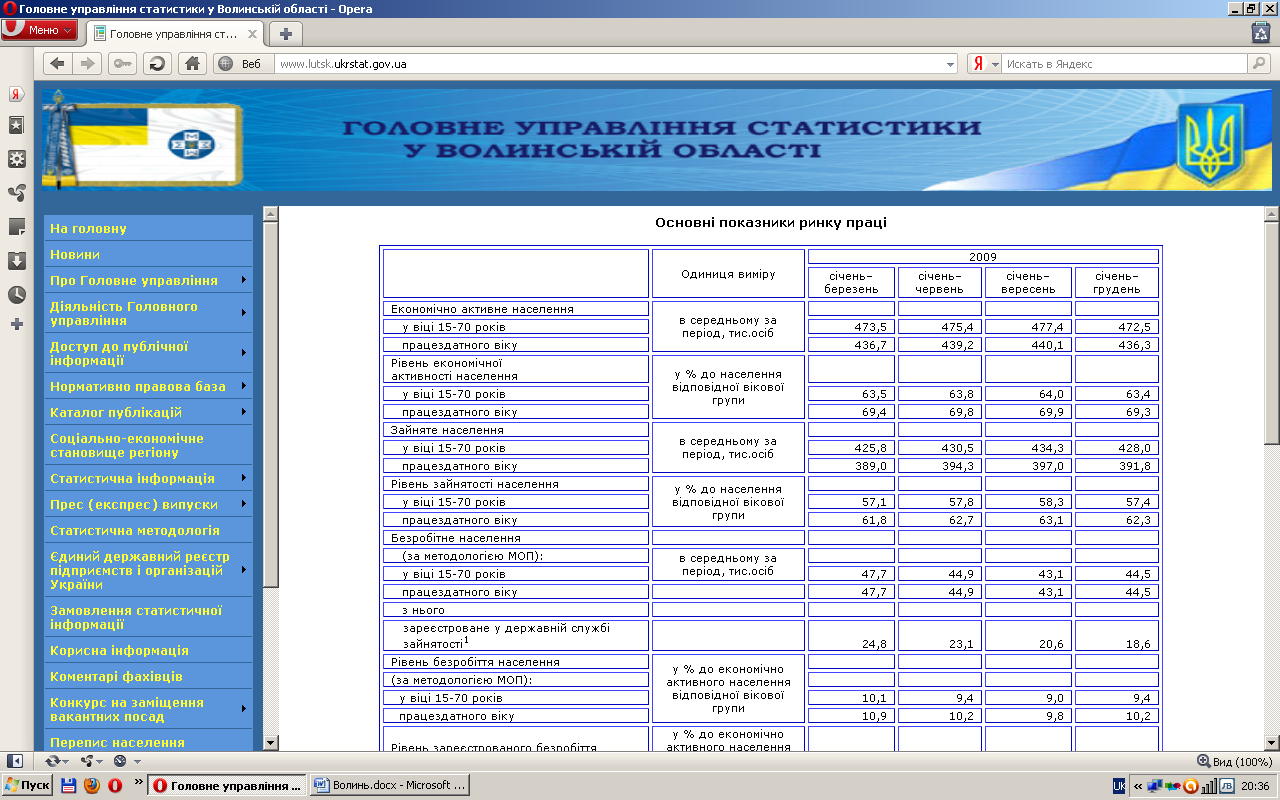 Головне управління статистики у Волинській області - Opera
Меню
Головне управління ст...
Веб
www.lutsk.ukrstat.gov.ua
Я
Искать в Яндекс
Я
ГОЛОВНЕ УПРАВЛІННЯ СТАТИСТИКИ
У ВОЛИНСЬКІЙ ОБЛАСТІ
На головну
Новини
Про Головне управління
Діяльність Головного
управління
Доступ до публічної
інформації
Нормативно правова база
Каталог публікацій
Соціально-економічне
становище регіону
Статистична інформація
Прес (експрес) випуски
Статистична методологія
Єдиний державний реєстр
підприємств і організацій
України
Замовлення статистичної
інформації
Корисна інформація
Коментарі фахівців
Конкурс на заміщення
вакантних посад
Перепис населення
Основні показники ринку праці
Одиниця виміру
2009
січень-
березень
січень-
червень
січень-
вересень
січень-
грудень
Економічно активне населення
в середньому за
період, тис.осіб
у віці 15-70 років 473,5 475,4 477,4 472,5
працездатного віку 436,7 439,2 440,1 436,3
Рівень економічної
активності населення
у % до населення
відповідної вікової
групи
у віці 15-70 років 63,5 63,8 64,0 63,4
працездатного віку 69,4 69,8 69,9 69,3
Зайняте населення
в середньому за
період, тис.осіб
у віці 15-70 років 425,8 430,5 434,3 428,0
працездатного віку 389,0 394,3 397,0 391,8
Рівень зайнятості населення
у % до населення
відповідної вікової
групи
у віці 15-70 років 57,1 57,8 58,3 57,4
працездатного віку 61,8 62,7 63,1 62,3
Безробітне населення
(за методологією МОП):
в середньому за
період, тис.осіб
у віці 15-70 років 47,7 44,9 43,1 44,5
працездатного віку 47,7 44,9 43,1 44,5
з нього
зареєстроване у державній службі
зайнятості1 24,8 23,1 20,6 18,6
Рівень безробіття населення
(за методологією МОП):
у % до економічно
активного населення
відповідної вікової
групи
у віці 15-70 років 10,1 9,4 9,0 9,4
працездатного віку 10,9 10,2 9,8 10,2
Рівень зареєстрованого безробіття
у % до економічно
активного населення
Вид (100%)
Пуск
Головне управління ...
Волинь.docx - Microsoft ...
Uk
ЛВ
20:36